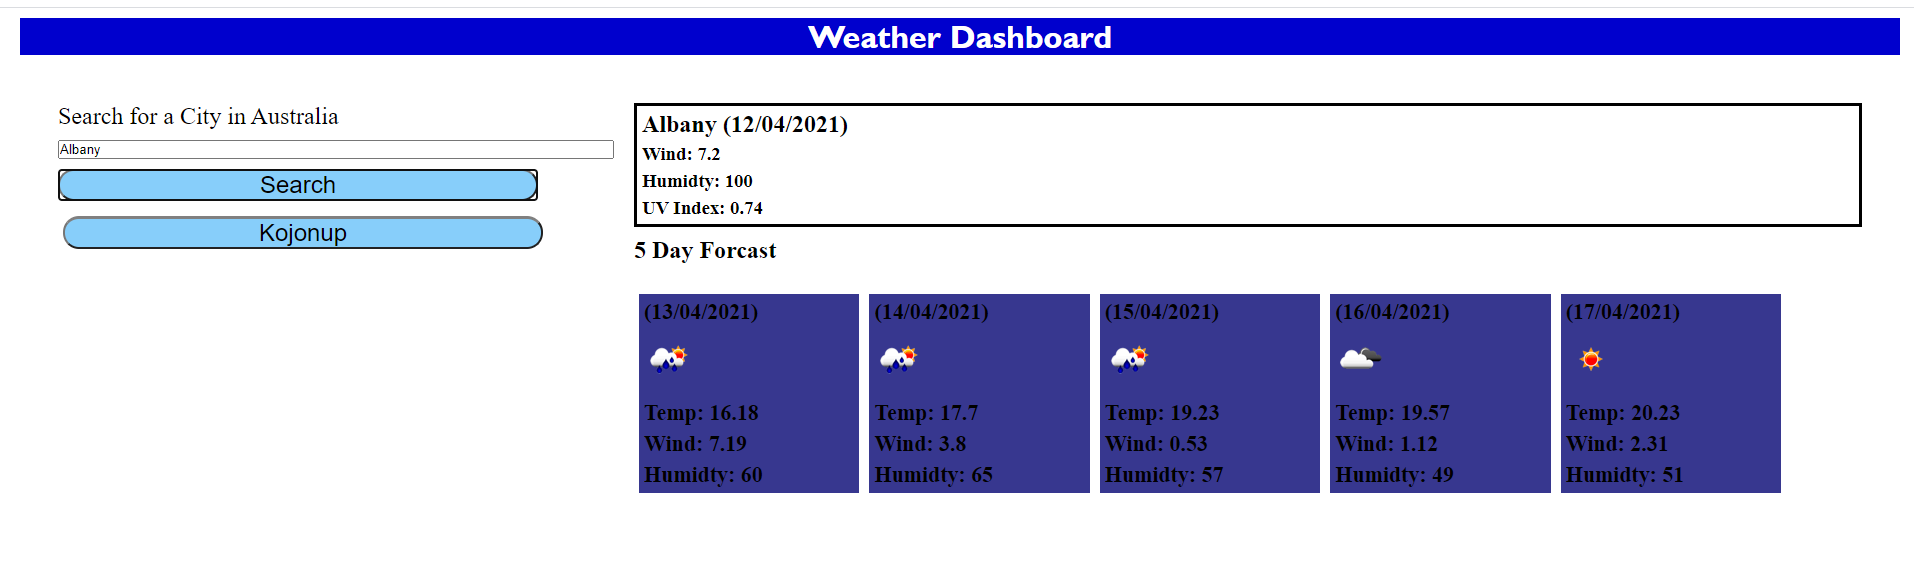 Weather Dashboard
Search for a City in Australia
Albany
Search
Kojonup
Albany (12/04/2021)
Wind: 7.2
Humidty: 100
UV Index: 0.74
5 Day Forcast
(13/04/2021)
Temp: 16.18
Wind: 7.19
Humidty: 60
(14/04/2021)
Temp: 17.7
Wind: 3.8
Humidty: 65
(15/04/2021)
Temp: 19.23
Wind: 0.53
Humidty: 57
(16/04/2021)
Temp: 19.57
Wind: 1.12
Humidty: 49
(17/04/2021)
Temp: 20.23
Wind: 2.31
Humidty: 51